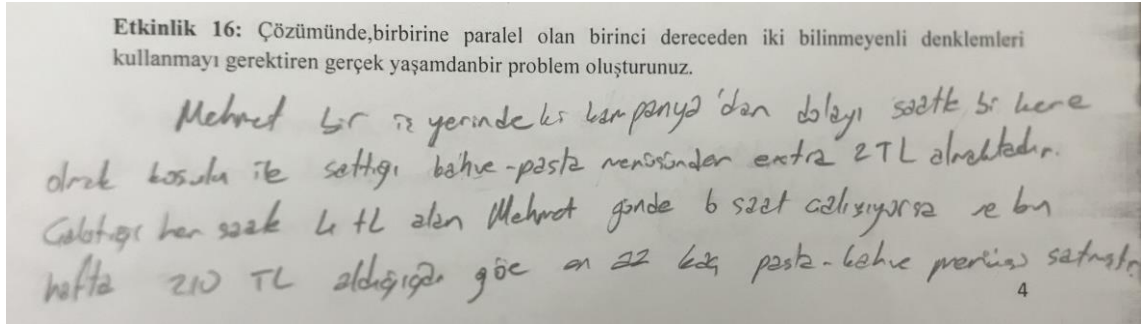 Etkinlik 16: Çözümünde,birbirine paralel olan birinci dereceden iki bilinmeyenli denklemleri
kullanmayı gerektiren gerçek yaşamdanbir problem oluşturunuz.
Mehmet bir iş yerindeki kampanya'dan dolayı saatte bi kere
olmak koşulu ile sattığı kahve-pasta menüsünden extra 2 TL almaktadır.
Çalıştığı her saat 4 TL alan Mehmet günde 6 saat çalışıyorsa ve bu
hafta 210 TL aldığına göre en az kaç pasta-kahve menüsü satmıştır
4